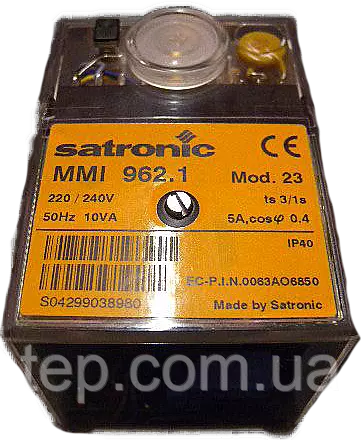 satronic CE
MMI 962.1 Mod. 23
220 / 240V ts 3/1s
50Hz 10VA 5A,cosφ 0.4
IP40
EC-P.I.N.0063AO6850
S04299038980 Made by Satronic
tep.com.ua